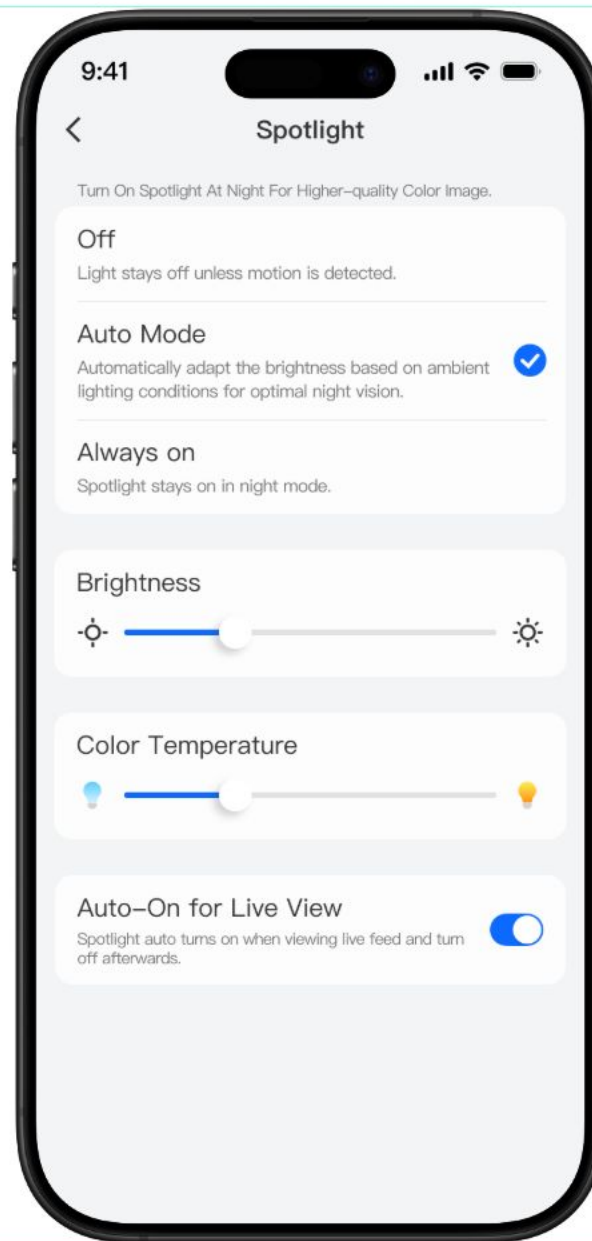 9:41
Spotlight
Turn On Spotlight At Night For Higher-quality Color Image.
Off
Light stays off unless motion is detected.
Auto Mode
Automatically adapt the brightness based on ambient
lighting conditions for optimal night vision.
Always on
Spotlight stays on in night mode.
Brightness
Color Temperature
Auto-On for Live View
Spotlight auto turns on when viewing live feed and turn
off afterwards.